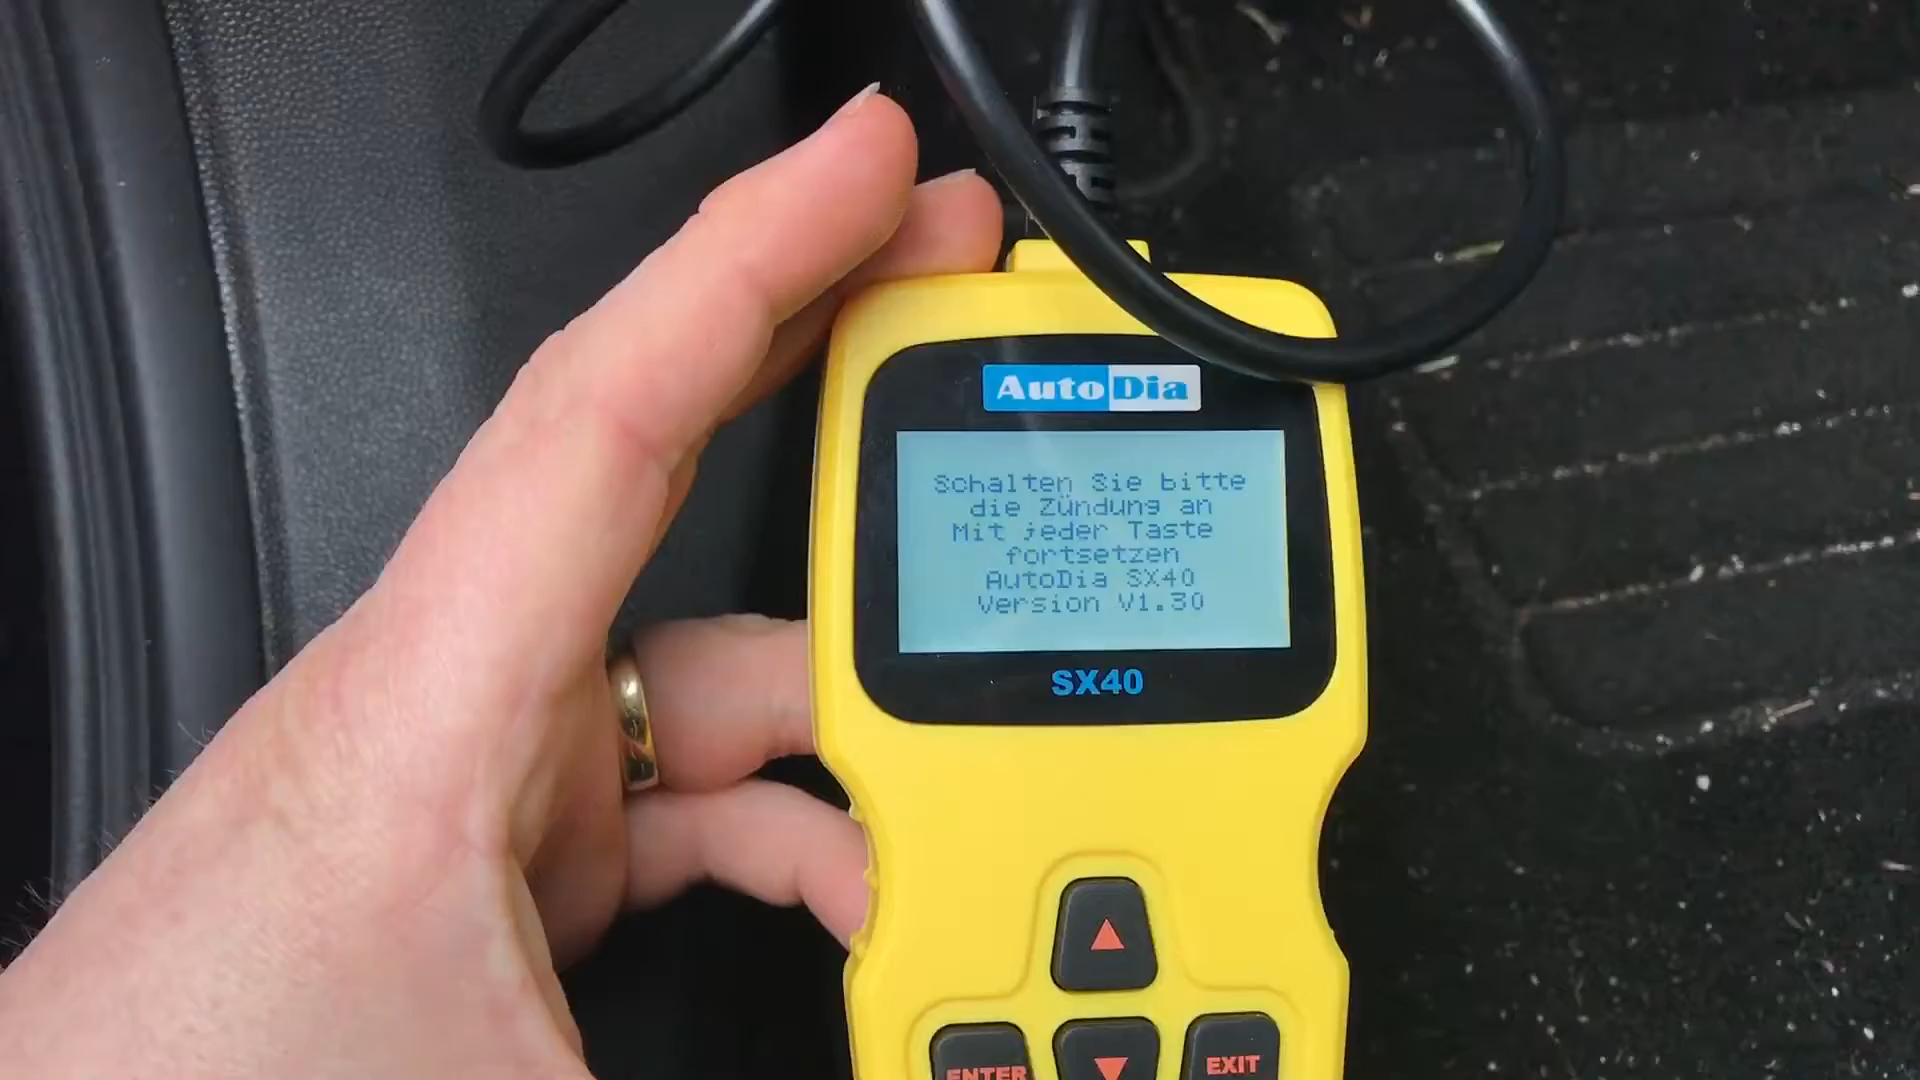 AutoDia
Schalten Sie bitte
die Zündung an
Mit jeder Taste
fortsetzen
AutoDia SX40
Version V1.30
SX40
ENTER
EXIT